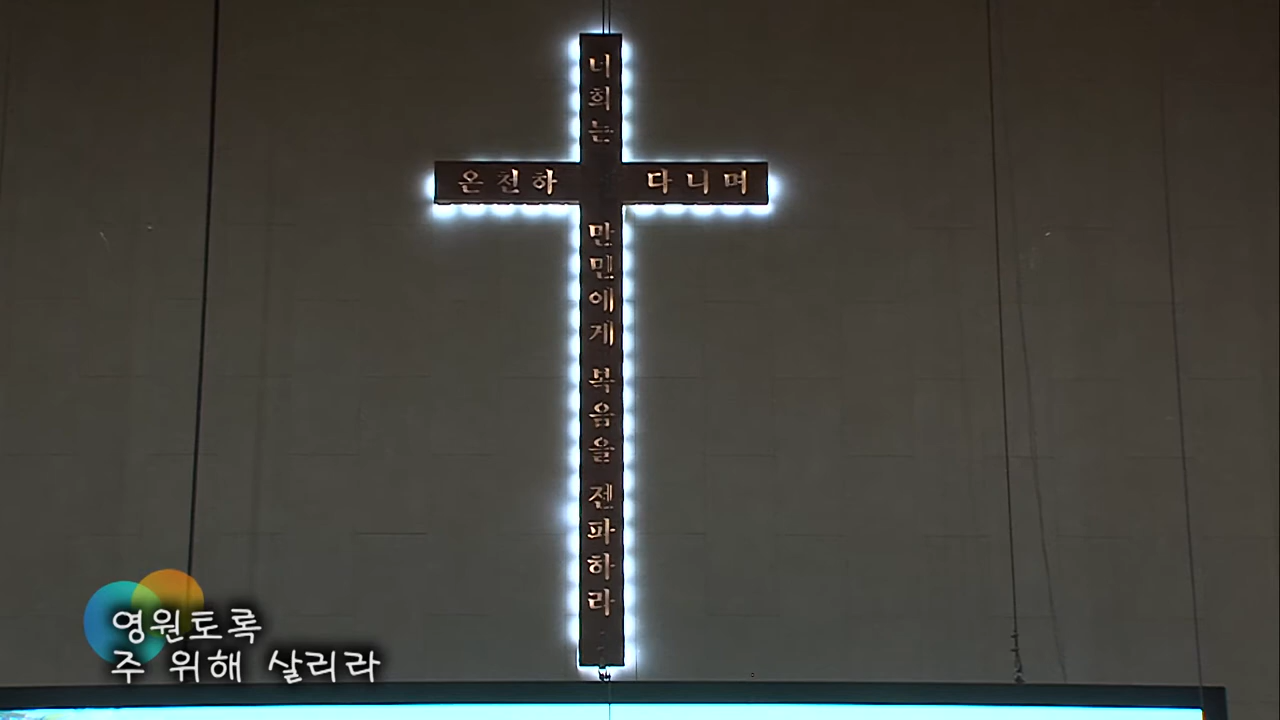 너희는
온천하 다니며
만민에게 복음을 전파하라
영원토록
주 위해 살리라